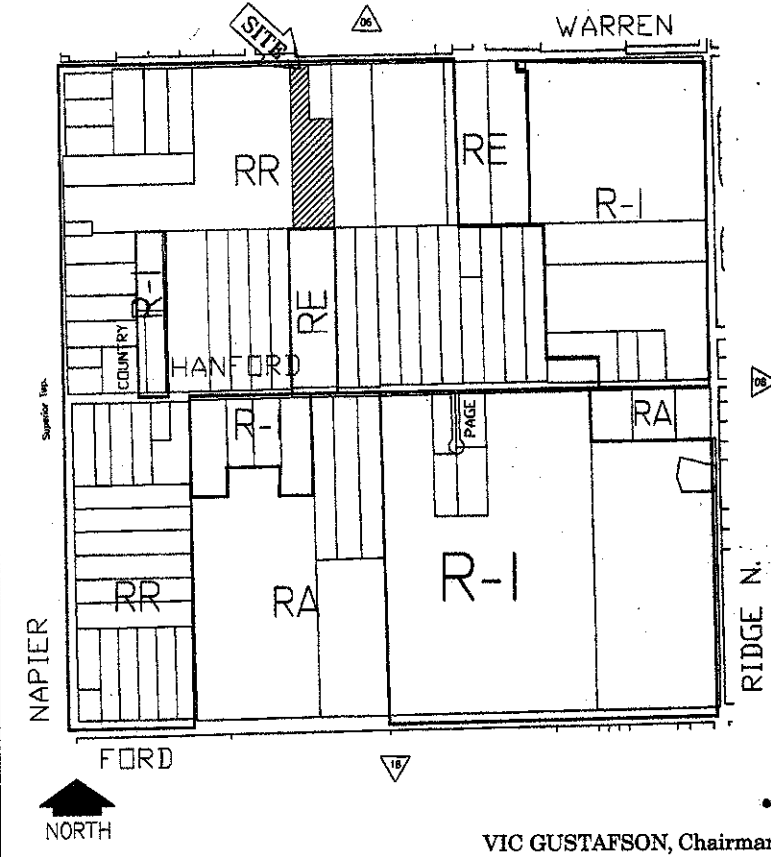 06
WARREN
SITE
RE
RR
R-1
R-1
RE
COUNTRY
HANFORD
Superior Twp.
08
R-1
PAGE
RA
R-1
RR
RA
NAPIER
RIDGE N.
FORD
18
NORTH
VIC GUSTAFSON, Chairman